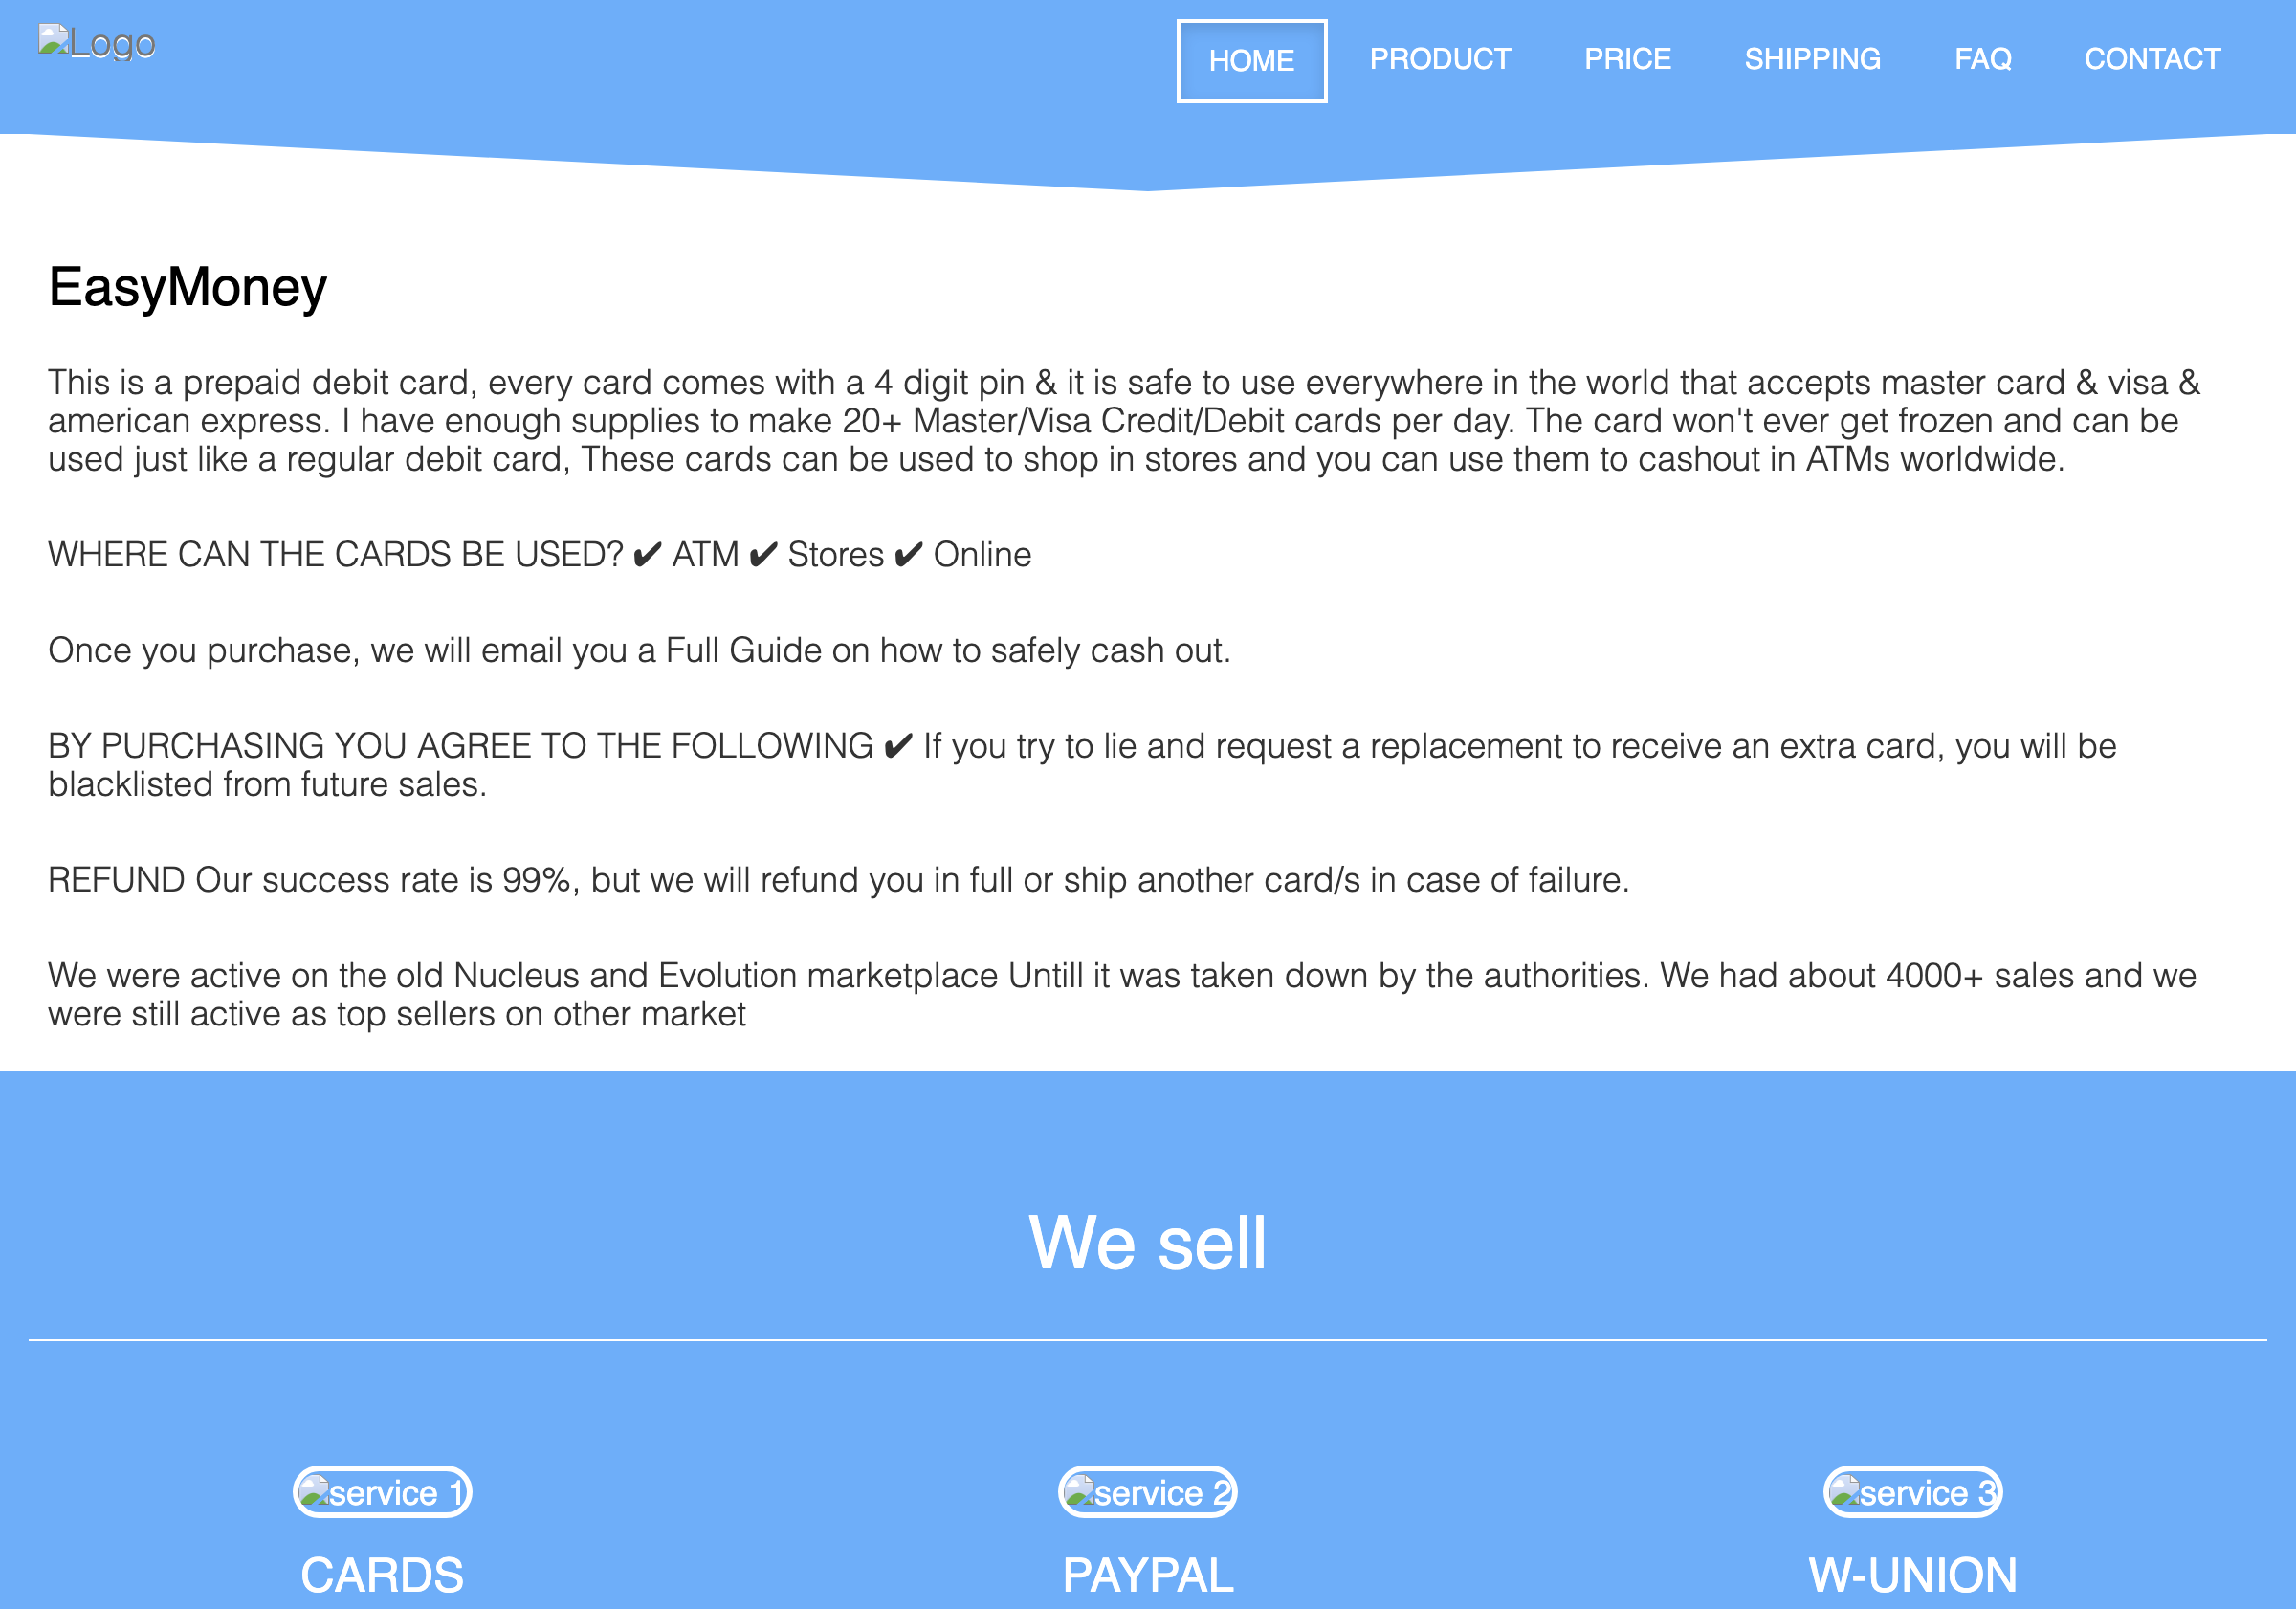 Logo
HOME PRODUCT PRICE SHIPPING FAQ CONTACT
EasyMoney
This is a prepaid debit card, every card comes with a 4 digit pin & it is safe to use everywhere in the world that accepts master card & visa &
american express. I have enough supplies to make 20+ Master/Visa Credit/Debit cards per day. The card won't ever get frozen and can be
used just like a regular debit card, These cards can be used to shop in stores and you can use them to cashout in ATMs worldwide.
WHERE CAN THE CARDS BE USED? ✔ ATM ✔ Stores ✔ Online
Once you purchase, we will email you a Full Guide on how to safely cash out.
BY PURCHASING YOU AGREE TO THE FOLLOWING ✔ If you try to lie and request a replacement to receive an extra card, you will be
blacklisted from future sales.
REFUND Our success rate is 99%, but we will refund you in full or ship another card/s in case of failure.
We were active on the old Nucleus and Evolution marketplace Untill it was taken down by the authorities. We had about 4000+ sales and we
were still active as top sellers on other market
We sell
service 1 service 2 service 3
CARDS PAYPAL W-UNION